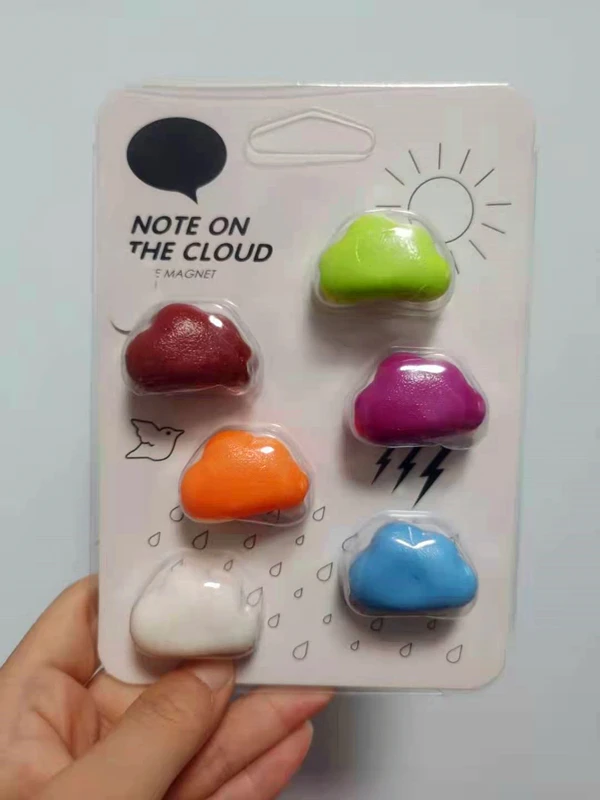 NOTE ON
THE CLOUD
MAGNET